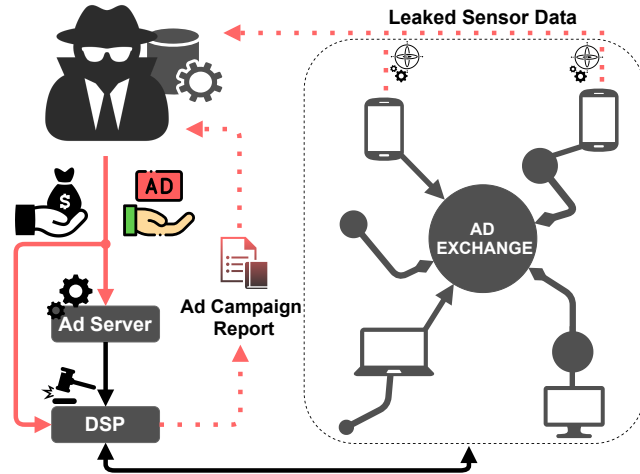 Leaked Sensor Data
$
AD
AD
EXCHANGE
Ad Campaign
Report
Ad Server
DSP